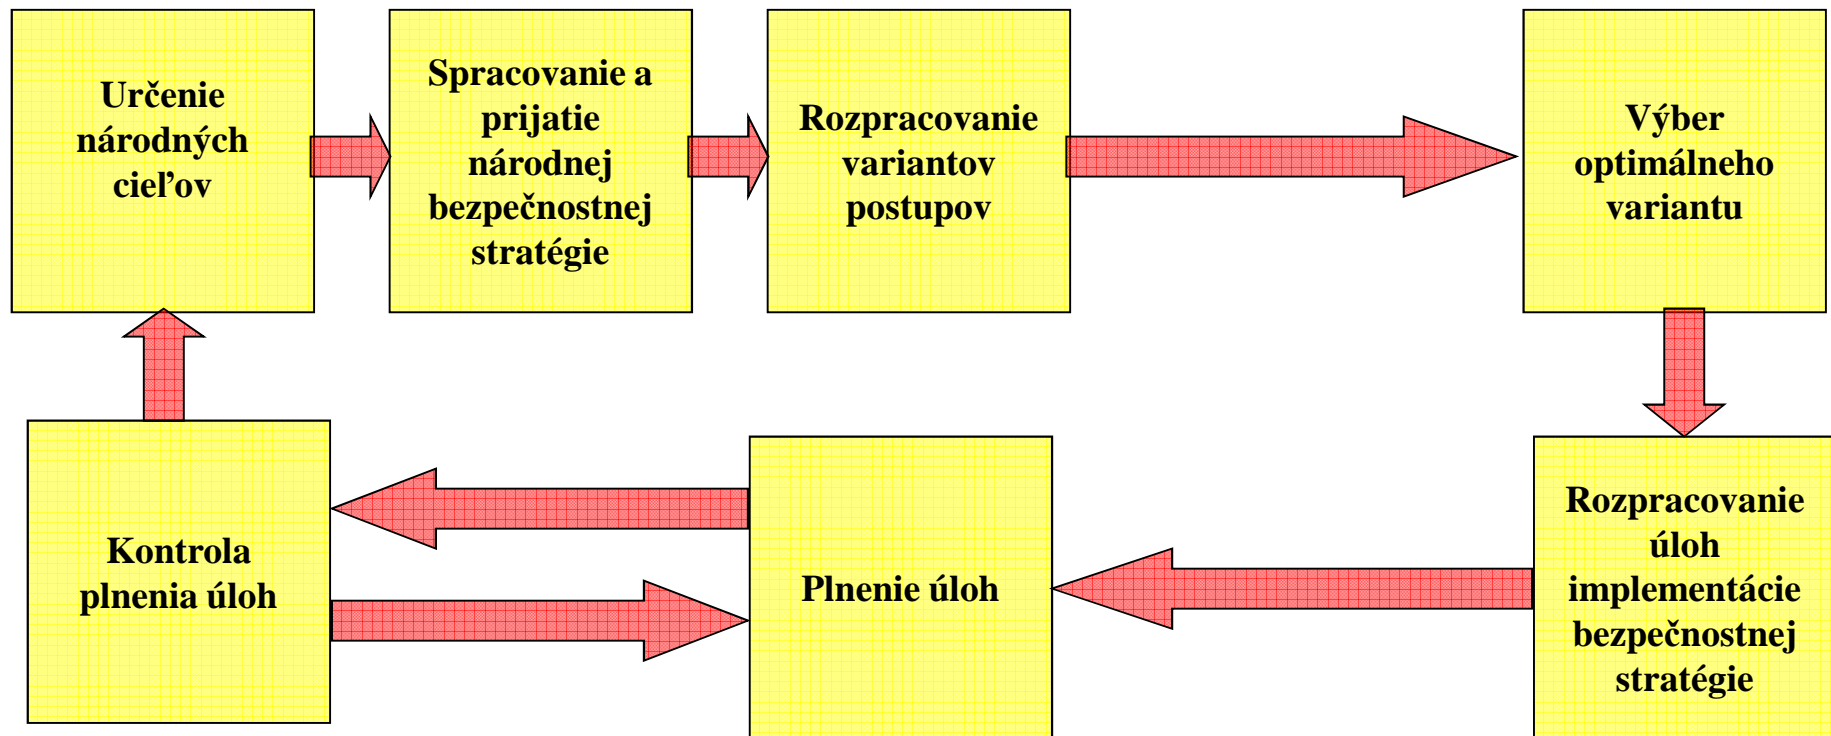 Určenie
národných
cieľov
Spracovanie a
prijatie
národnej
bezpečnostnej
stratégie
Rozpracovanie
variantov
postupov
Výber
optimálneho
variantu
Kontrola
plnenia úloh
Plnenie úloh
Rozpracovanie
úloh
implementácie
bezpečnostnej
stratégie